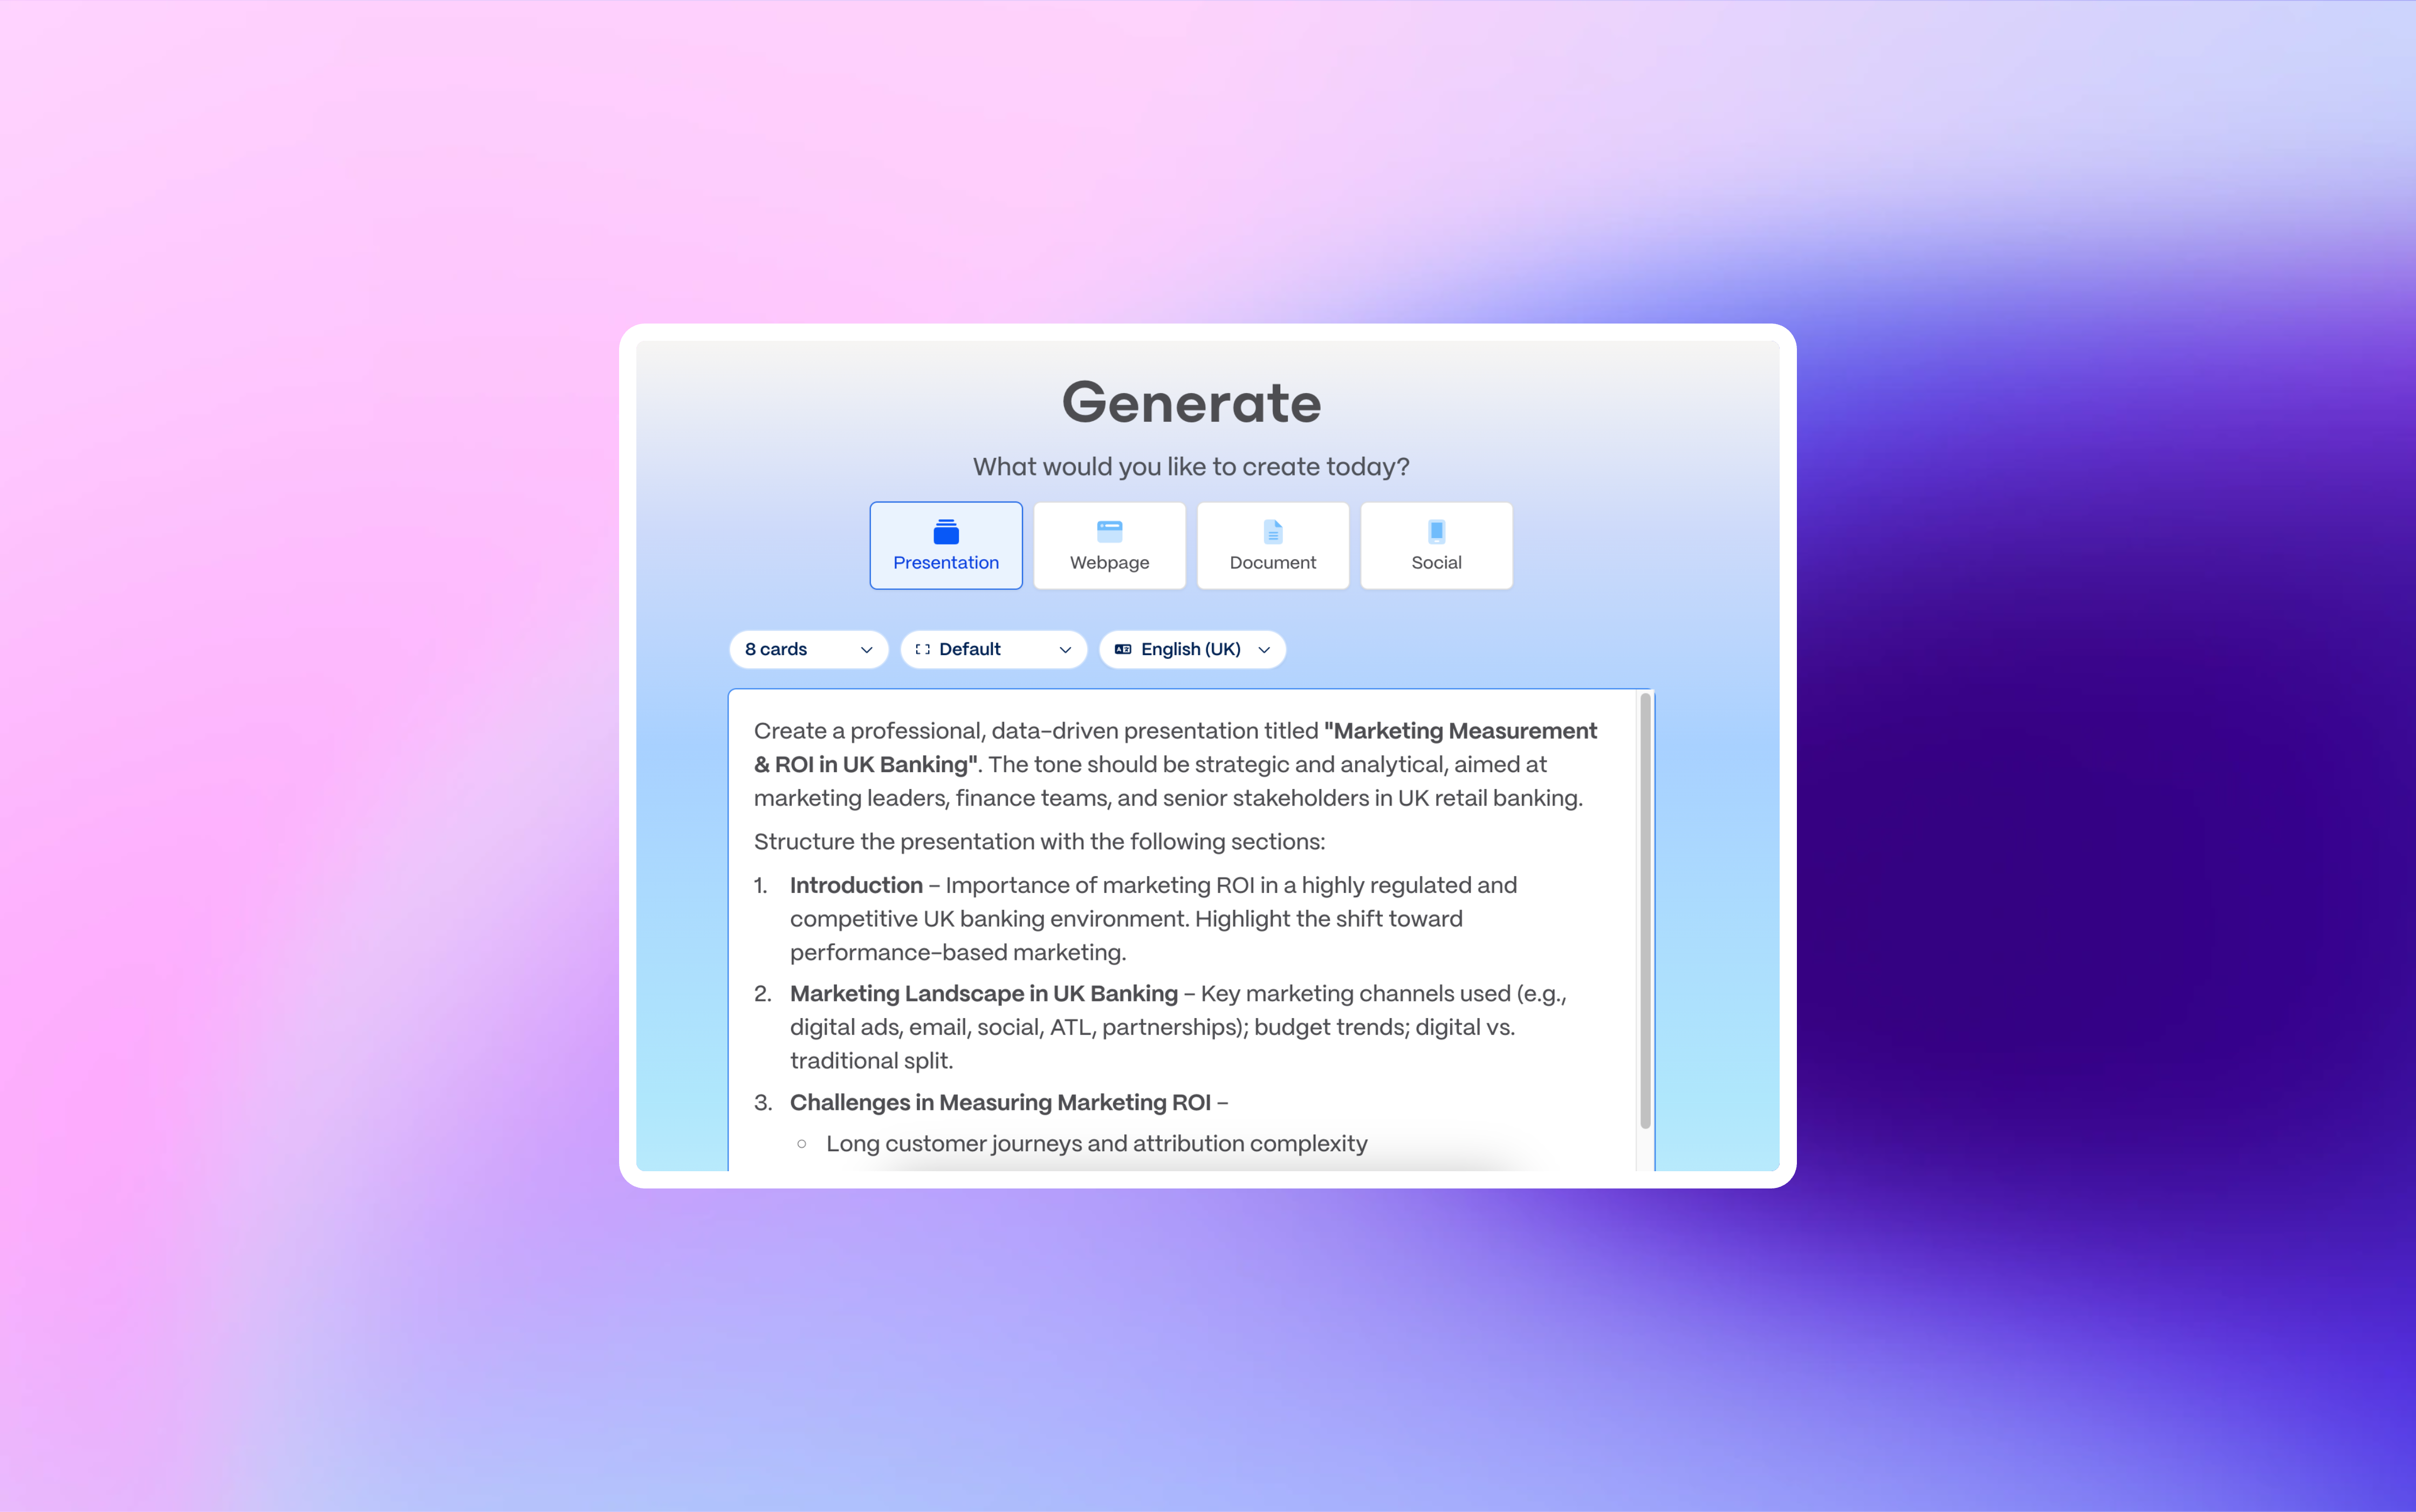 Generate
What would you like to create today?
Presentation
Webpage
Document
Social
8 cards
Default
English (UK)
Create a professional, data-driven presentation titled "Marketing Measurement
& ROI in UK Banking". The tone should be strategic and analytical, aimed at
marketing leaders, finance teams, and senior stakeholders in UK retail banking.
Structure the presentation with the following sections:
1. Introduction – Importance of marketing ROI in a highly regulated and
competitive UK banking environment. Highlight the shift toward
performance-based marketing.
2. Marketing Landscape in UK Banking – Key marketing channels used (e.g.,
digital ads, email, social, ATL, partnerships); budget trends; digital vs.
traditional split.
3. Challenges in Measuring Marketing ROI –
○ Long customer journeys and attribution complexity